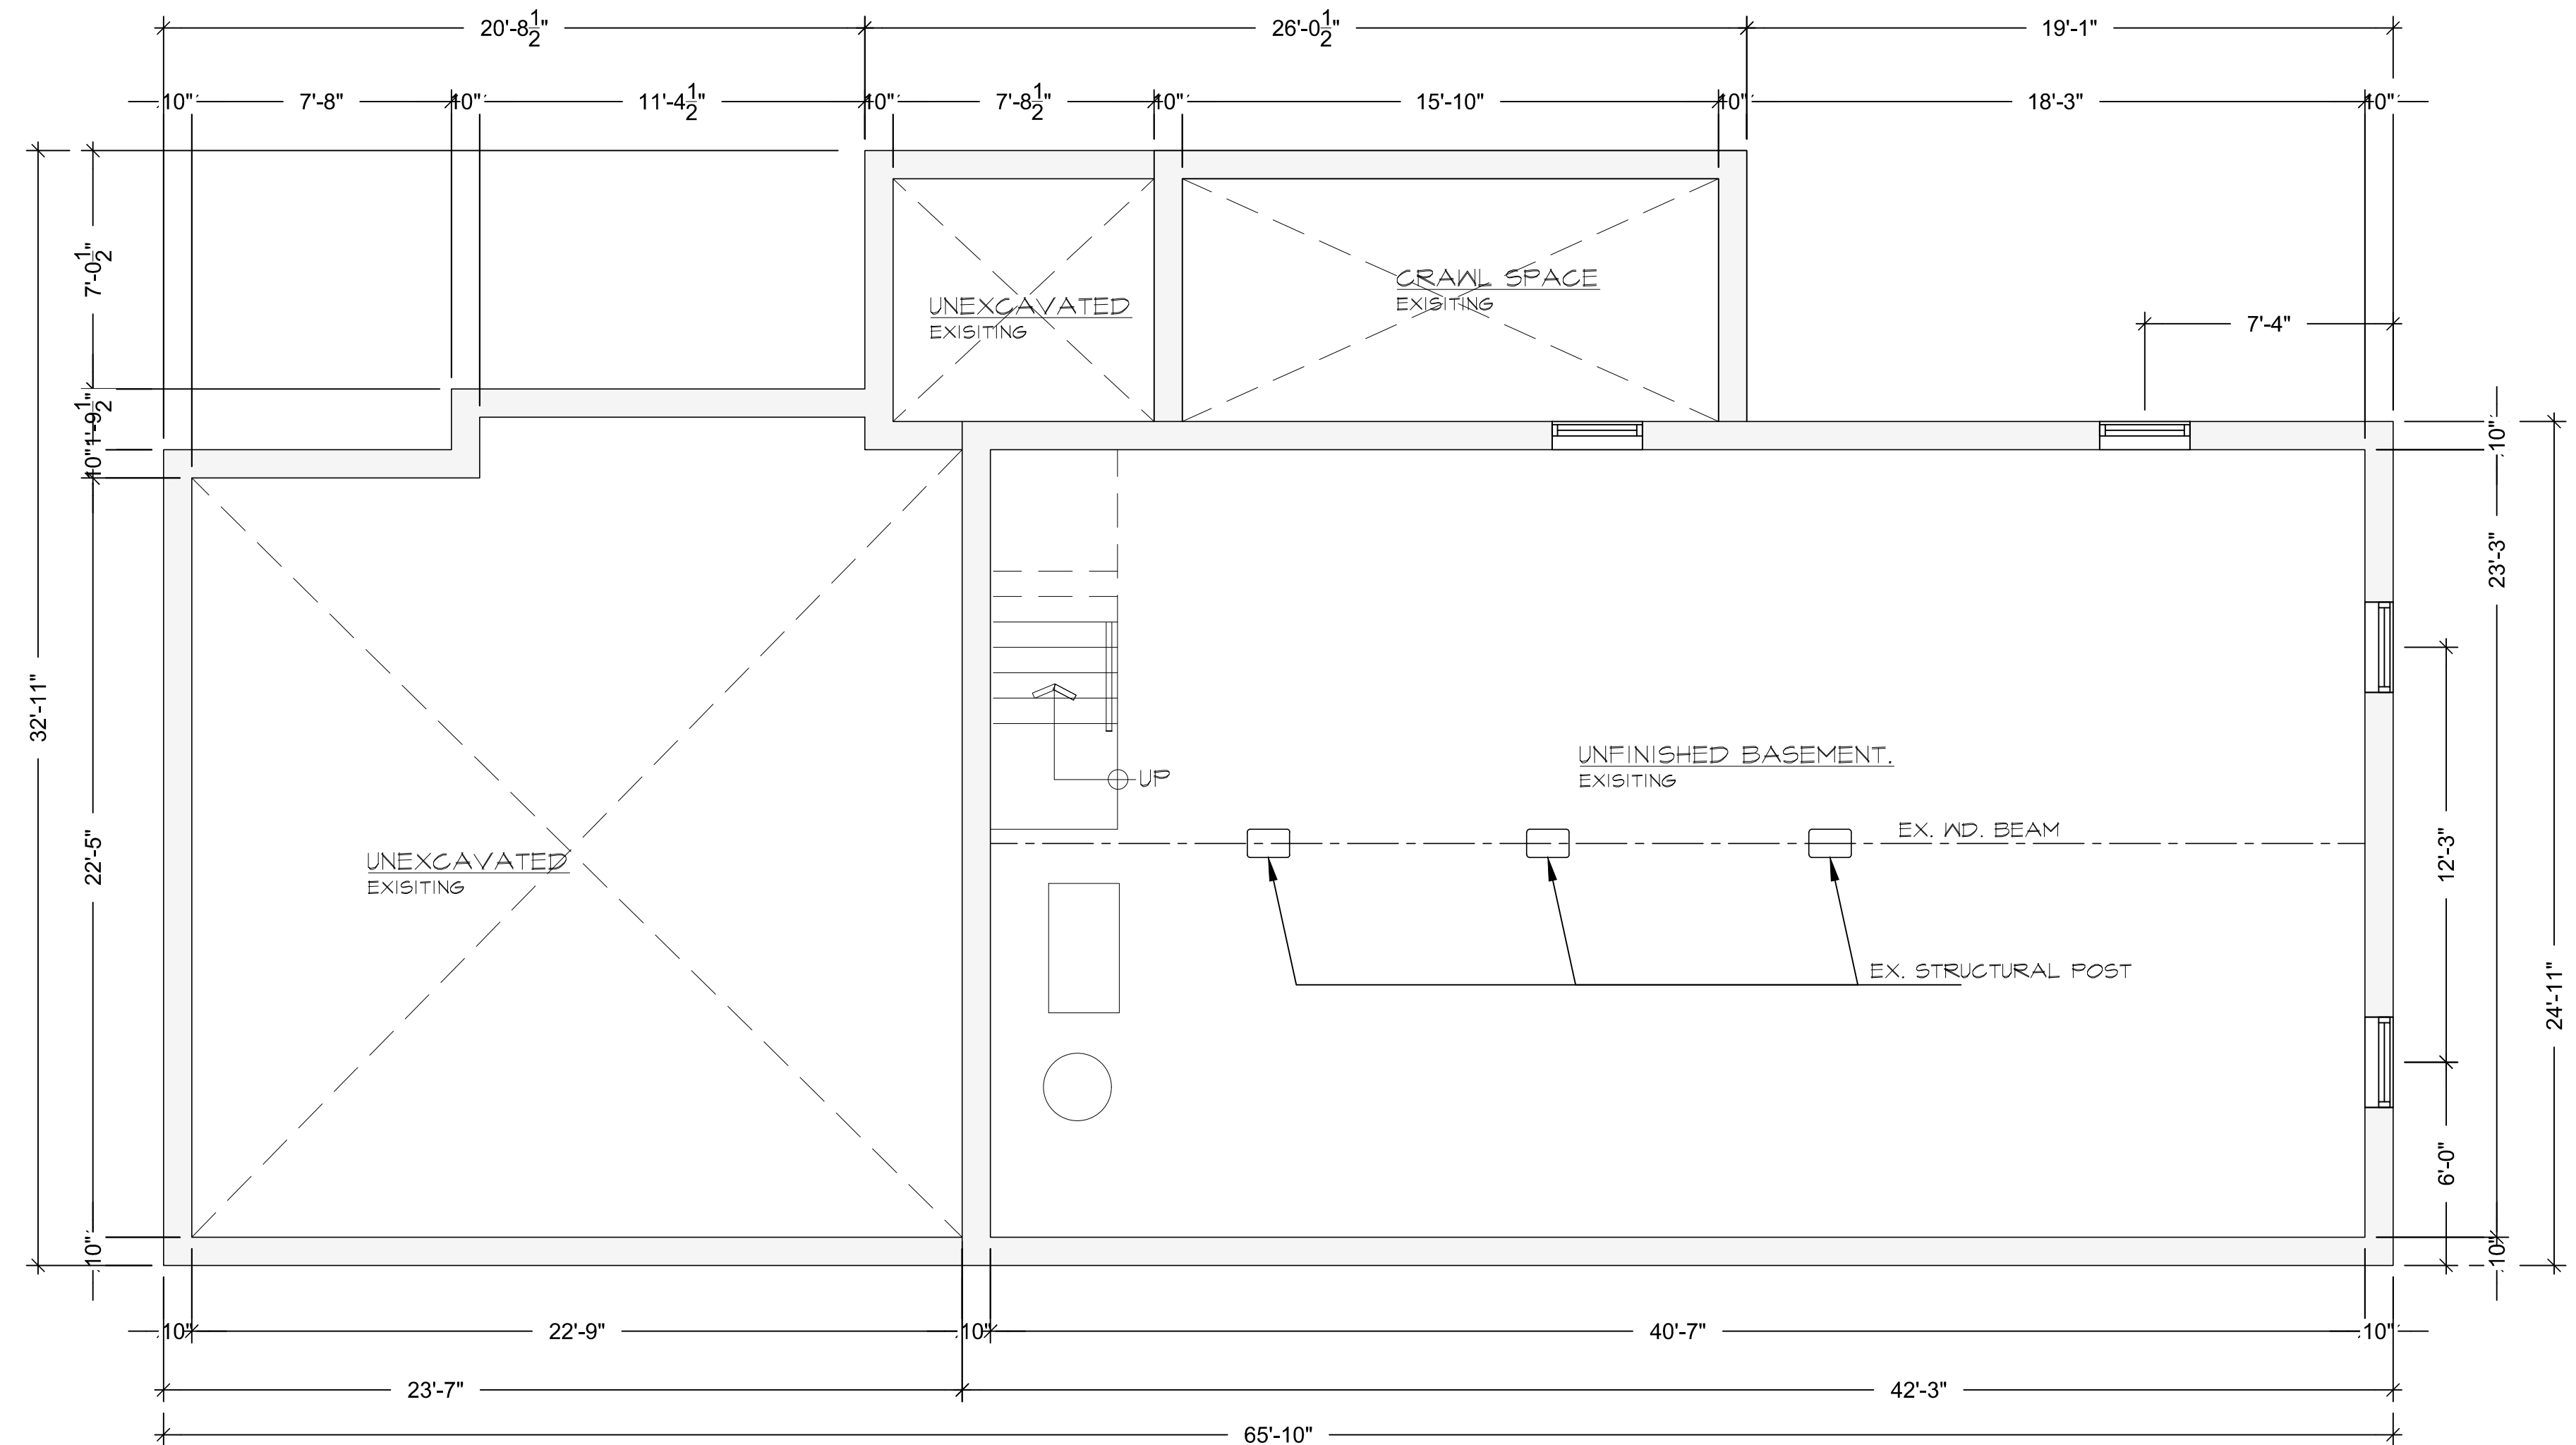 20'-8 1/2" 26'-0 1/2" 19'-1"
10" 7'-8" 10" 11'-4 1/2" 10" 7'-8 1/2" 10" 15'-10" 10" 18'-3" 10"
7'-0 1/2"
1'-9 1/2"
10"
32'-11"
22'-5"
10"
UNEXCAVATED
EXISITING
CRAWL SPACE
EXISITING
7'-4"
10"
23'-3"
24'-11"
12'-3"
6'-0"
10"
UP
UNFINISHED BASEMENT.
EXISITING
EX. WD. BEAM
UNEXCAVATED
EXISITING
EX. STRUCTURAL POST
10" 22'-9" 10" 40'-7" 10"
23'-7" 42'-3"
65'-10"